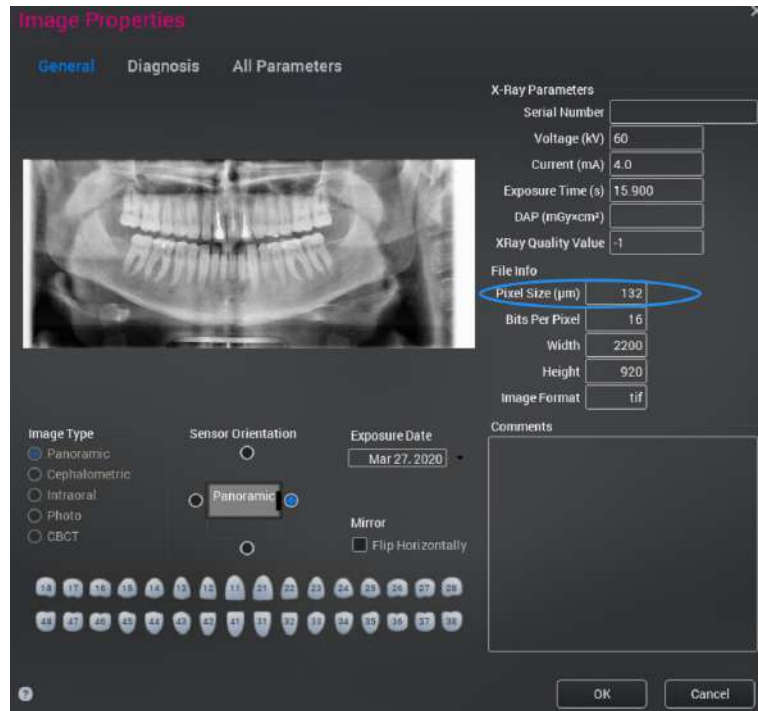 Image Properties
General Diagnosis All Parameters
X-Ray Parameters
Serial Number
Voltage (kV) 60
Current (mA) 4.0
Exposure Time (s) 15.900
DAP (mGy×cm²)
XRay Quality Value -1
File Info
Pixel Size (µm) 132
Bits Per Pixel 16
Width 2200
Height 920
Image Format tif
Image Type
Panoramic
Cephalometric
Intraoral
Photo
CBCT
Sensor Orientation
Panoramic
Exposure Date
Mar 27, 2020
Mirror
Flip Horizontally
Comments
18 17 16 15 14 13 12 11 21 22 23 24 25 26 27 28
48 47 46 45 44 43 42 41 31 32 33 34 35 36 37 38
? OK Cancel